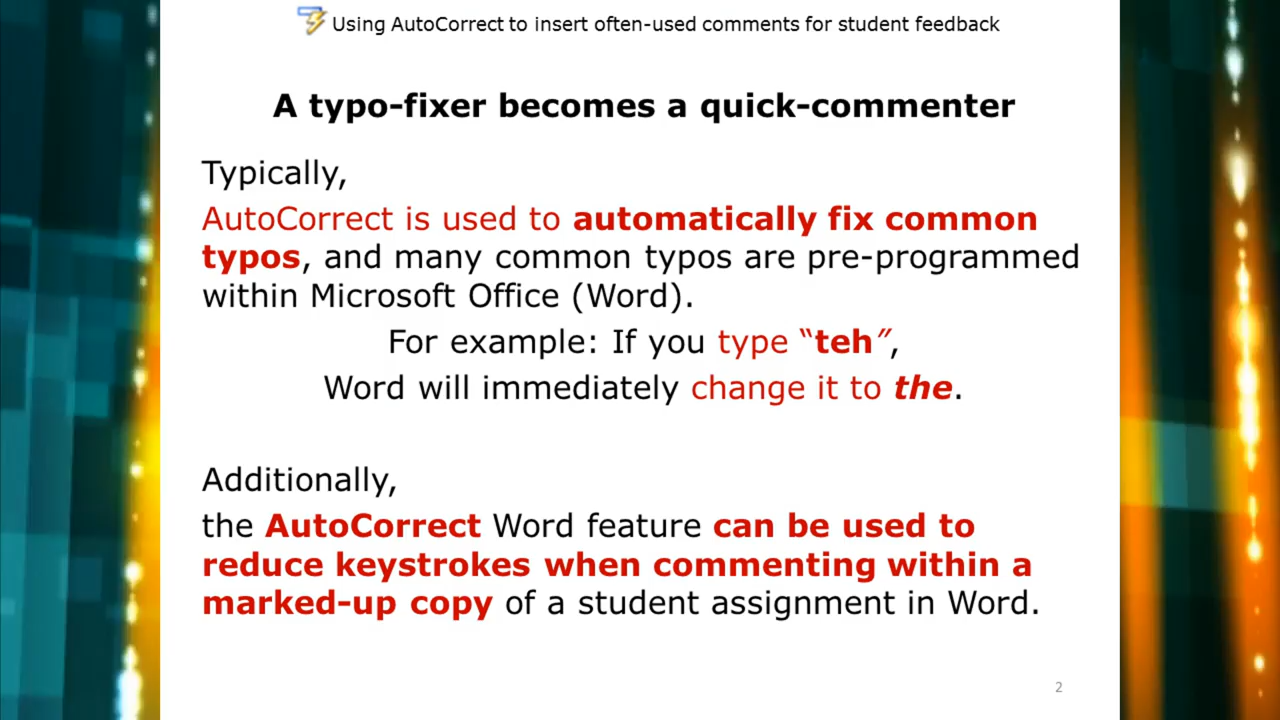 Using AutoCorrect to insert often-used comments for student feedback
A typo-fixer becomes a quick-commenter
Typically,
AutoCorrect is used to automatically fix common
typos, and many common typos are pre-programmed
within Microsoft Office (Word).
For example: If you type “teh”,
Word will immediately change it to the.
Additionally,
the AutoCorrect Word feature can be used to
reduce keystrokes when commenting within a
marked-up copy of a student assignment in Word.
2